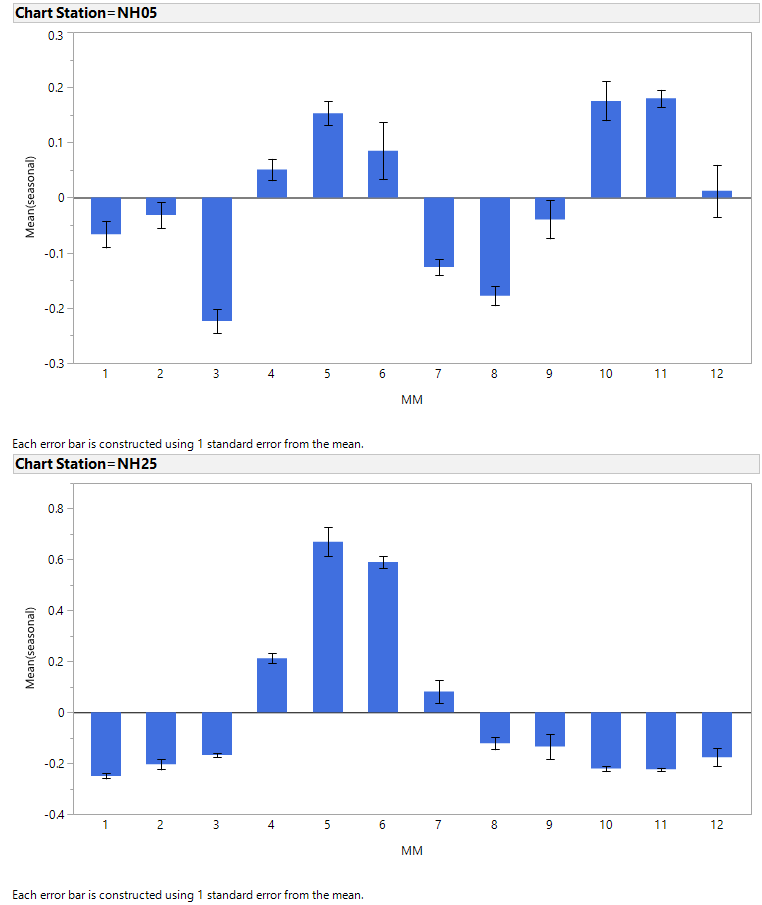 Chart Station=NH05
0.3
0.2
0.1
0
-0.1
-0.2
-0.3
Mean(seasonal)
1 2 3 4 5 6 7 8 9 10 11 12
MM
Each error bar is constructed using 1 standard error from the mean.
Chart Station=NH25
0.8
0.6
0.4
0.2
0
-0.2
-0.4
Mean(seasonal)
1 2 3 4 5 6 7 8 9 10 11 12
MM
Each error bar is constructed using 1 standard error from the mean.